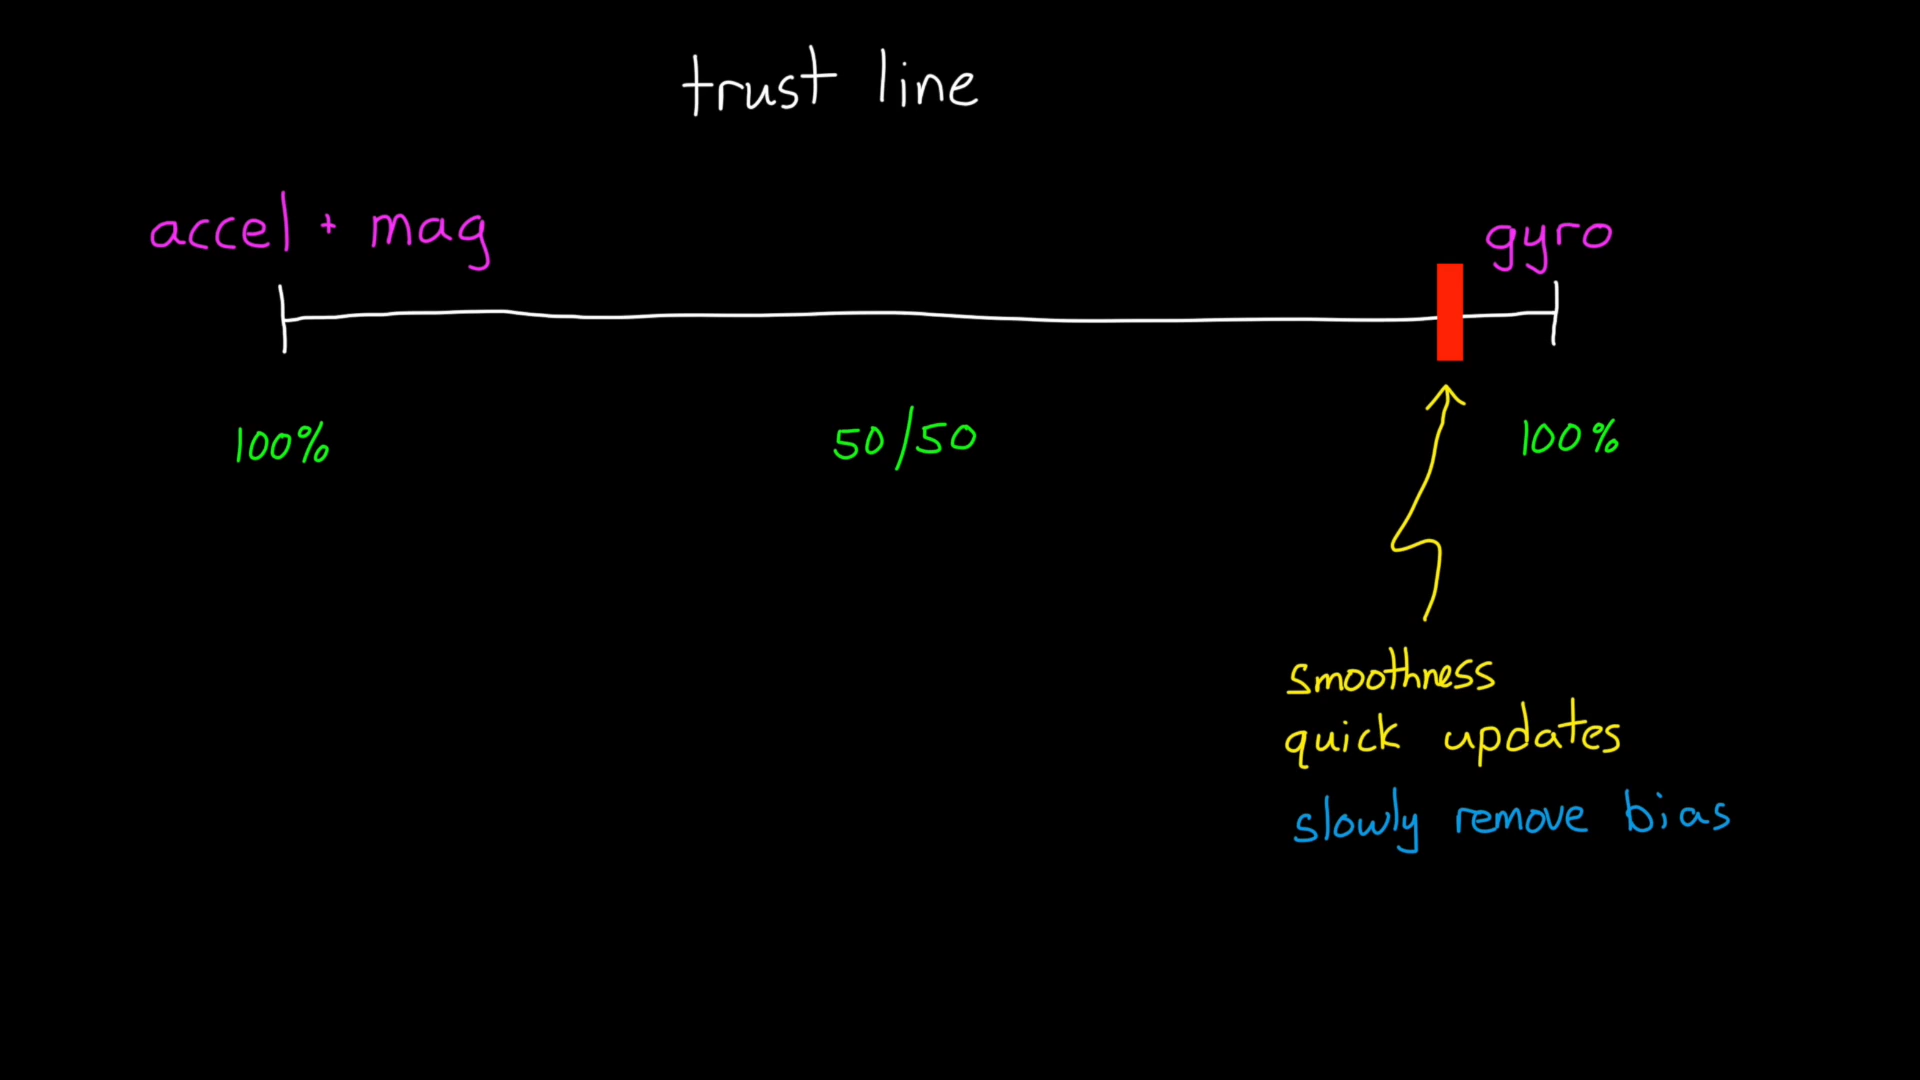 trust line
accel + mag
gyro
100%
50/50
100%
smoothness
quick updates
slowly remove bias